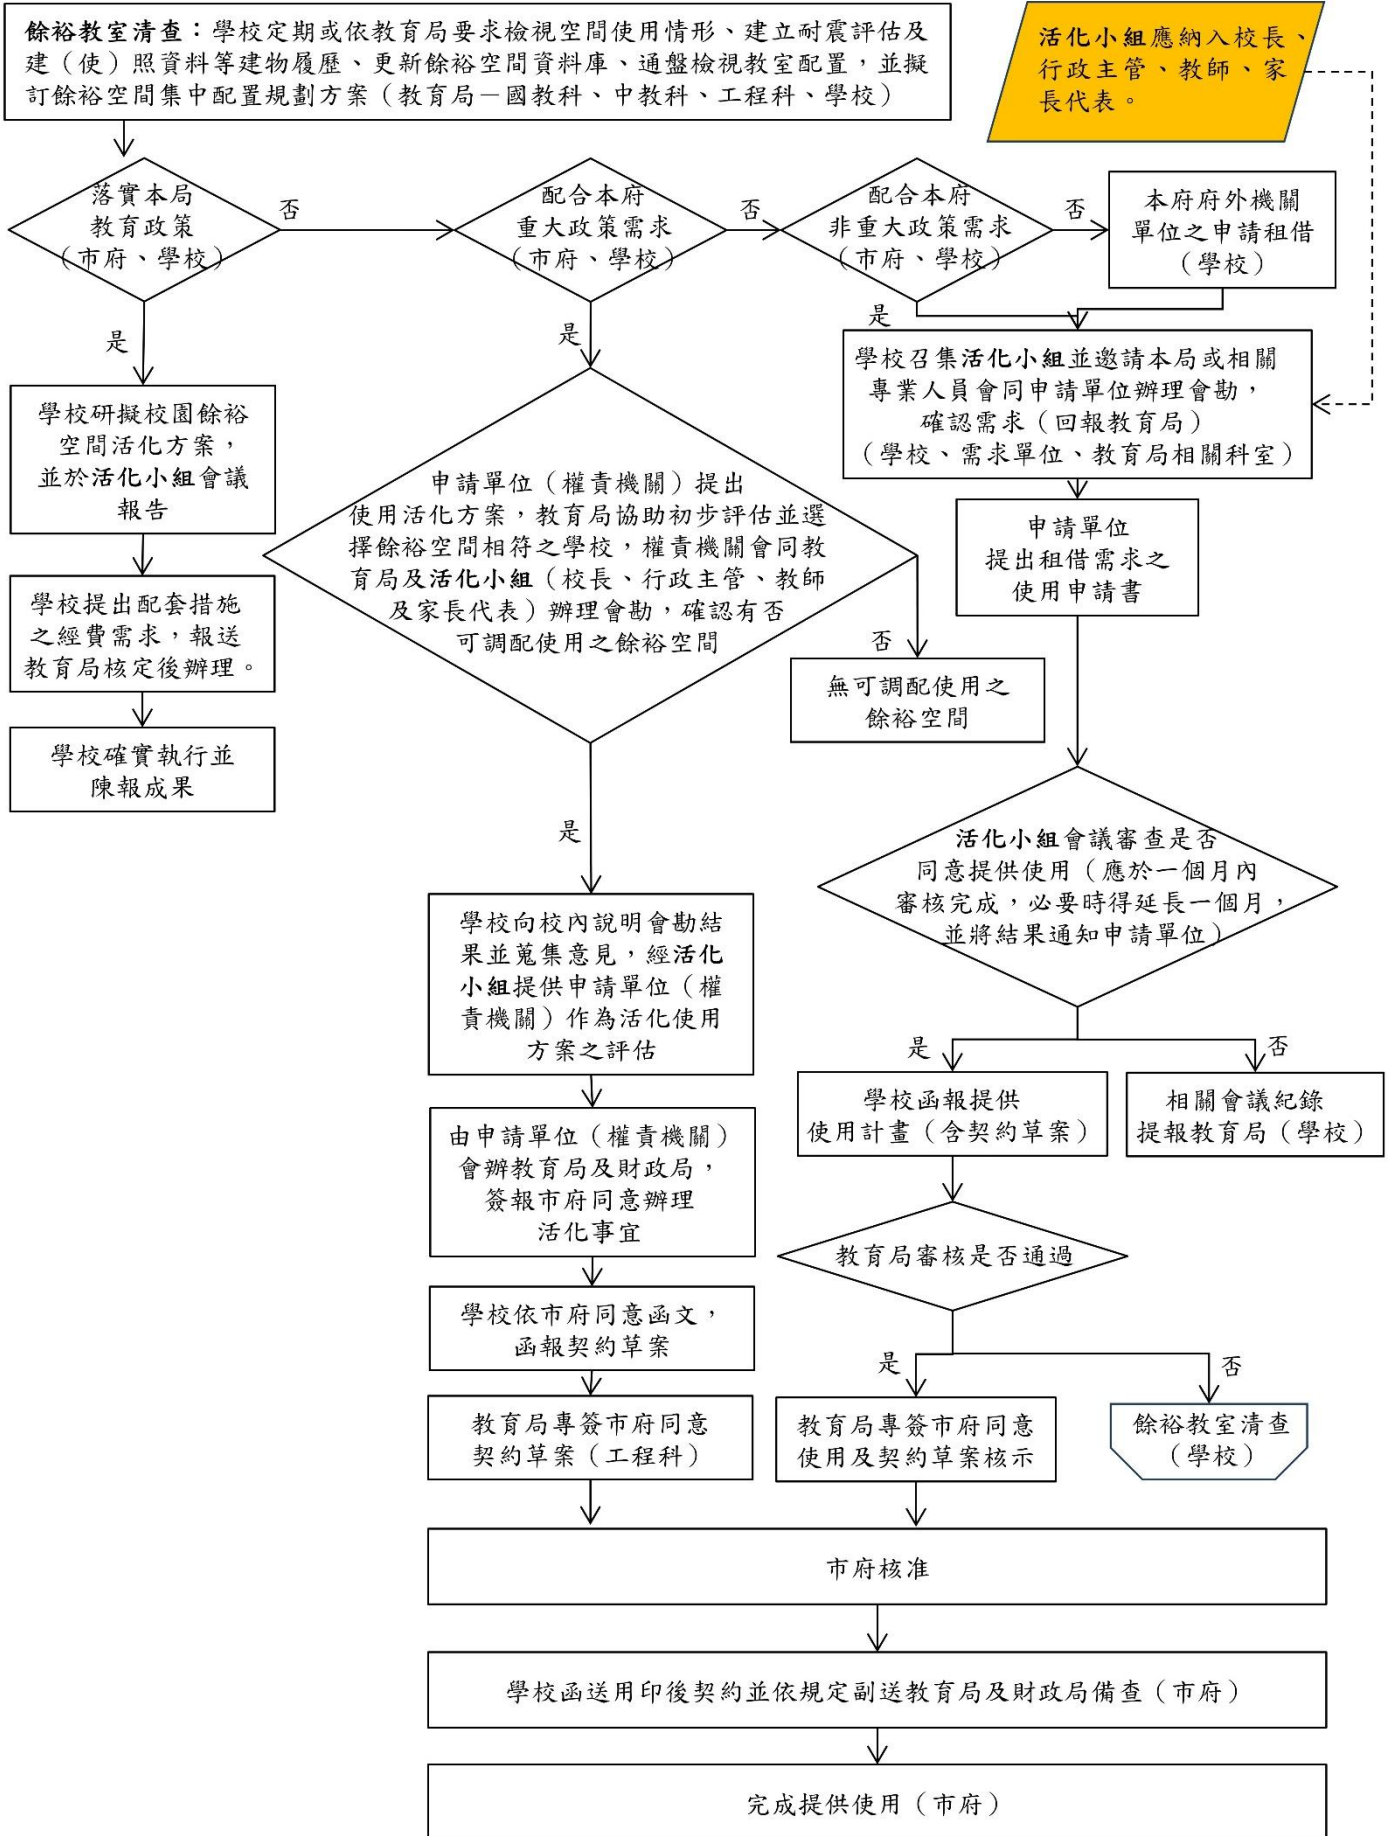 餘裕教室清查：學校定期或依教育局要求檢視空間使用情形、建立耐震評估及
建（使）照資料等建物履歷、更新餘裕空間資料庫、通盤檢視教室配置，並擬
訂餘裕空間集中配置規劃方案（教育局－國教科、中教科、工程科、學校）
活化小組應納入校長、
行政主管、教師、家
長代表。
落實本局
教育政策
（市府、學校）
否
配合本府
重大政策需求
（市府、學校）
否
配合本府
非重大政策需求
（市府、學校）
否
本府府外機關
單位之申請租借
（學校）
是
是
是
學校研擬校園餘裕
空間活化方案，
並於活化小組會議
報告
學校提出配套措施
之經費需求，報送
教育局核定後辦理。
學校確實執行並
陳報成果
申請單位（權責機關）提出
使用活化方案，教育局協助初步評估並選
擇餘裕空間相符之學校，權責機關會同教
育局及活化小組（校長、行政主管、教師
及家長代表）辦理會勘，確認有否
可調配使用之餘裕空間
否
無可調配使用之
餘裕空間
是
學校向校內說明會勘結
果並蒐集意見，經活化
小組提供申請單位（權
責機關）作為活化使用
方案之評估
由申請單位（權責機關）
會辦教育局及財政局，
簽報市府同意辦理
活化事宜
學校依市府同意函文，
函報契約草案
教育局專簽市府同意
契約草案（工程科）
學校召集活化小組並邀請本局或相關
專業人員會同申請單位辦理會勘，
確認需求（回報教育局）
（學校、需求單位、教育局相關科室）
申請單位
提出租借需求之
使用申請書
活化小組會議審查是否
同意提供使用（應於一個月內
審核完成，必要時得延長一個月，
並將結果通知申請單位）
是
否
學校函報提供
使用計畫（含契約草案）
相關會議紀錄
提報教育局（學校）
教育局審核是否通過
是
否
教育局專簽市府同意
使用及契約草案核示
餘裕教室清查
（學校）
市府核准
學校函送用印後契約並依規定副送教育局及財政局備查（市府）
完成提供使用（市府）